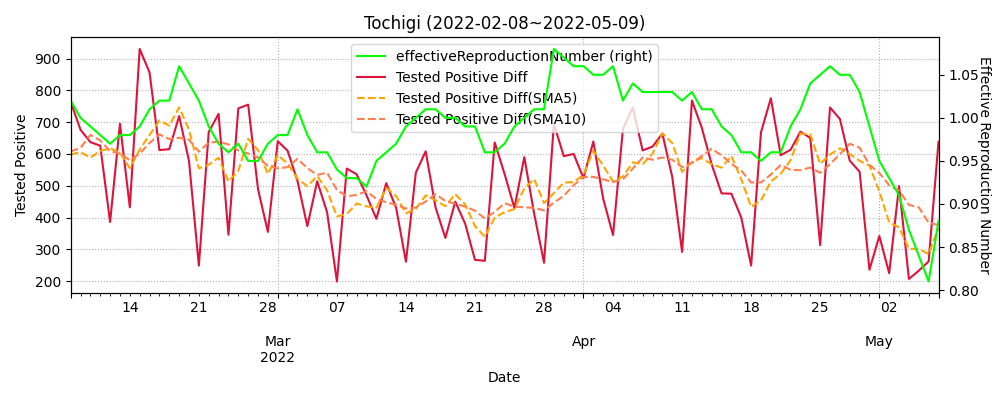 Tochigi (2022-02-08~2022-05-09)
effectiveReproductionNumber (right)
Tested Positive Diff
Tested Positive Diff(SMA5)
Tested Positive Diff(SMA10)
Tested Positive
900
800
700
600
500
400
300
200
1.05
1.00
0.95
0.90
0.85
0.80
Effective Reproduction Number
14 21 28 07 14 21 28 04 11 18 25 02
Mar Apr May
2022
Date